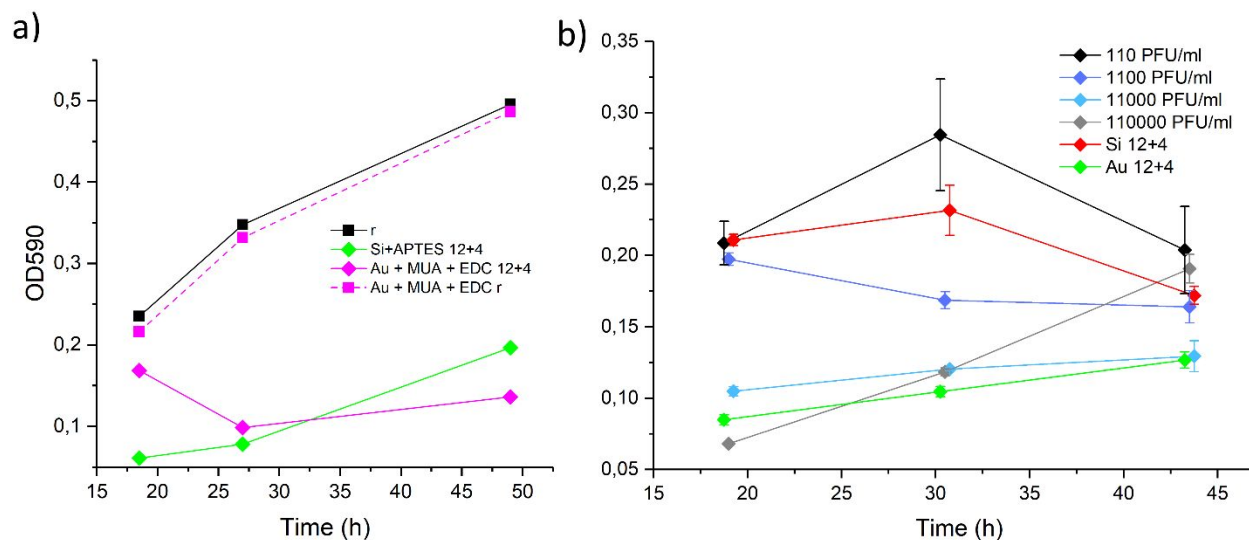 a)
OD590
0,5
0,4
0,3
0,2
0,1
15 20 25 30 35 40 45 50
Time (h)
r
Si+APTES 12+4
Au + MUA + EDC 12+4
Au + MUA + EDC r
b)
0,35
0,30
0,25
0,20
0,15
0,10
0,05
15 20 25 30 35 40 45
Time (h)
110 PFU/ml
1100 PFU/ml
11000 PFU/ml
110000 PFU/ml
Si 12+4
Au 12+4